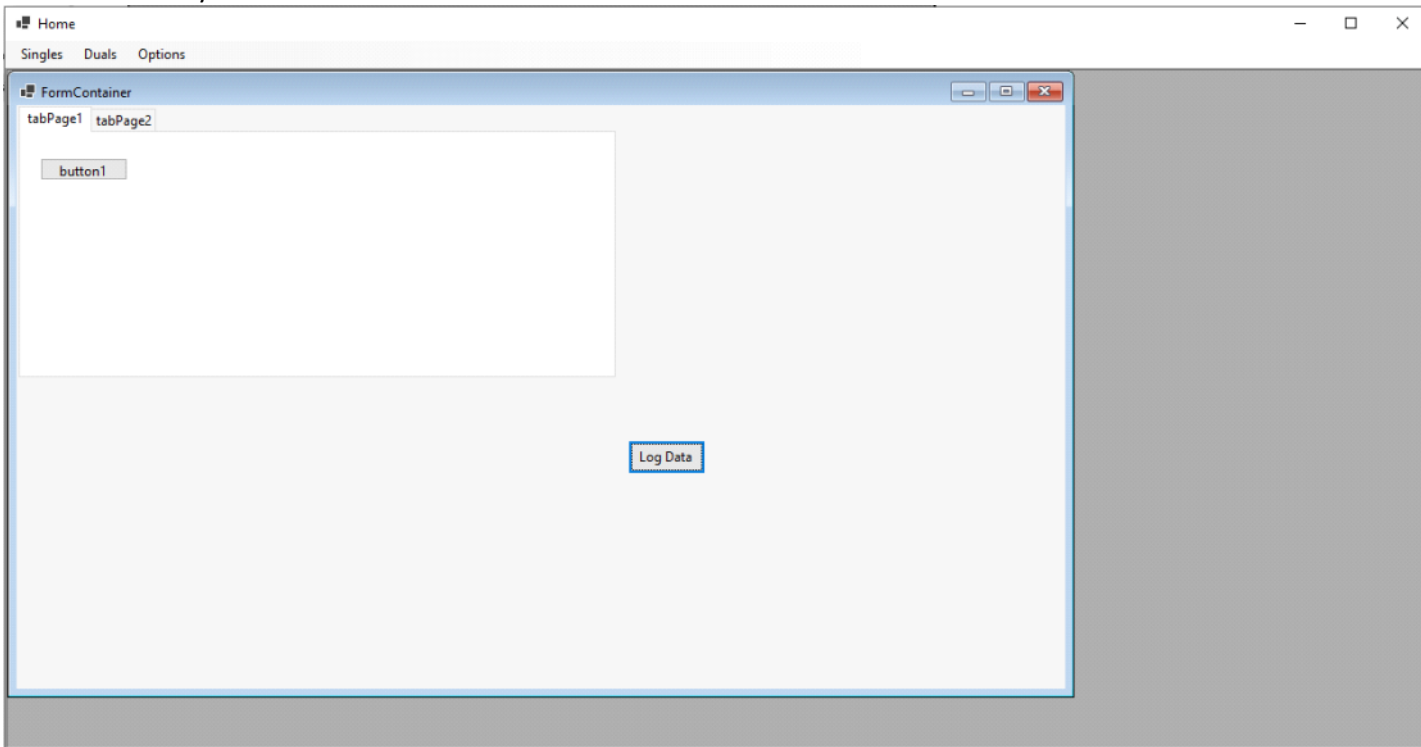 Home
Singles Duals Options
FormContainer
tabPage1 tabPage2
button1
Log Data